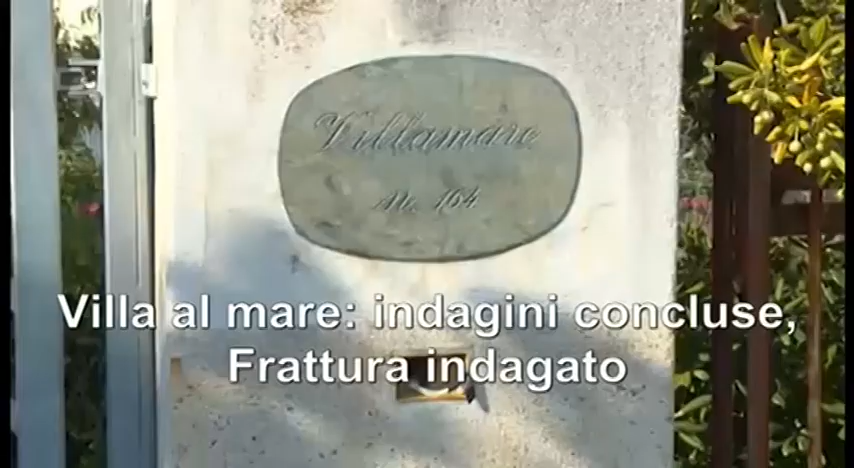 Villamare
n. 164
Villa al mare: indagini concluse,
Frattura indagato